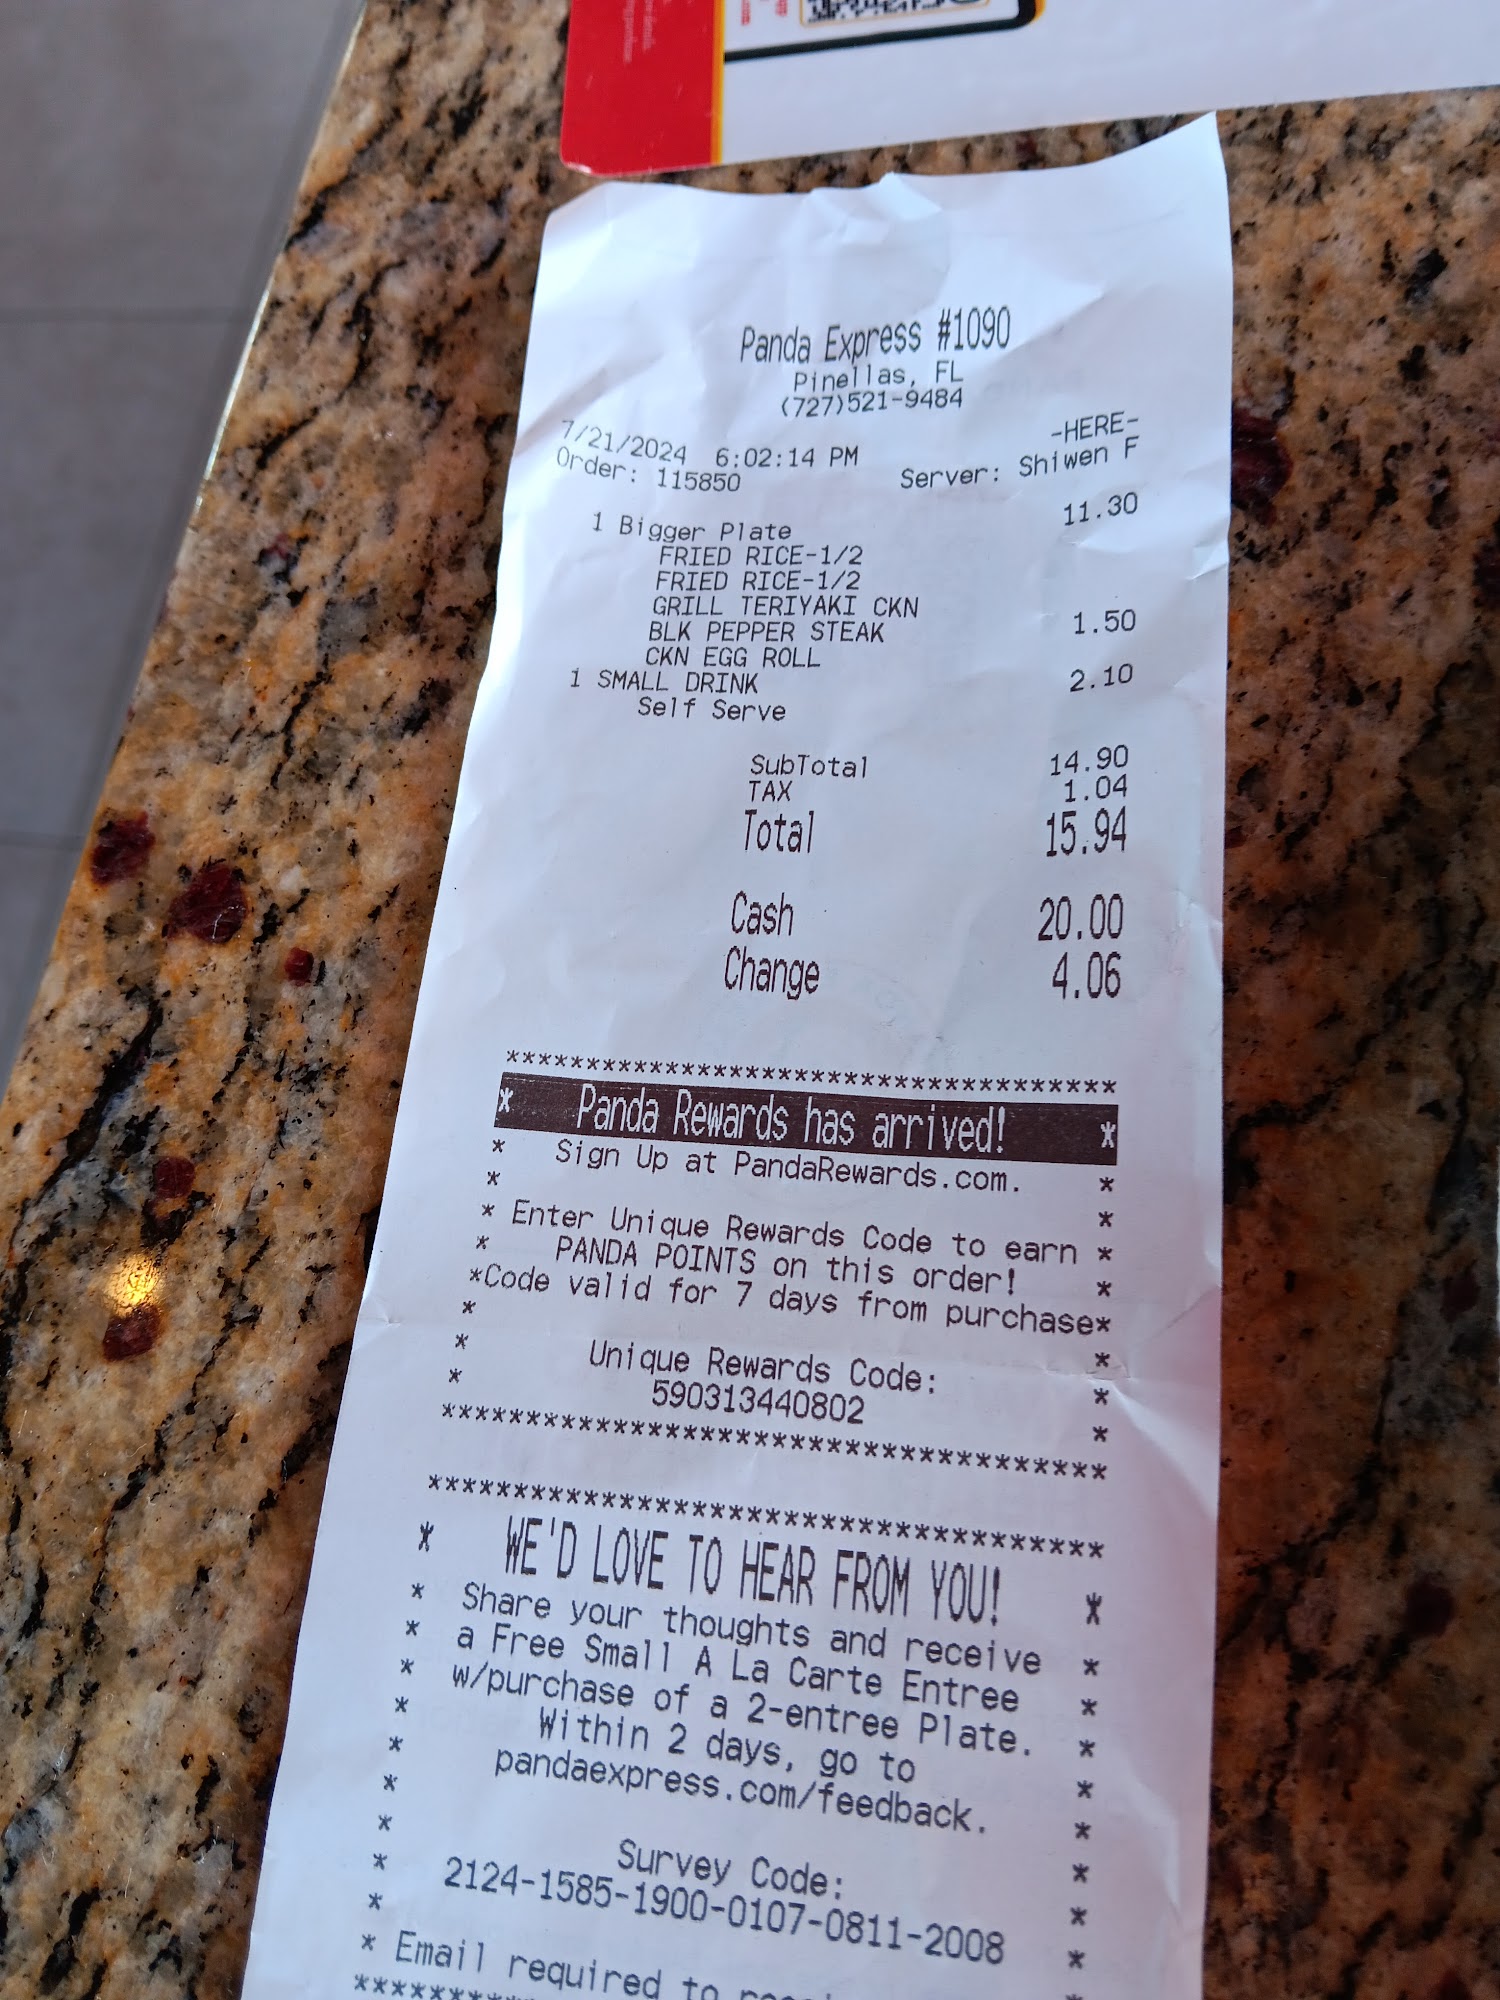 Panda Express #1090
Pinellas, FL
(727)521-9484
-HERE-
7/21/2024 6:02:14 PM
Order: 115850 Server: Shiwen F
1 Bigger Plate 11.30
FRIED RICE-1/2
FRIED RICE-1/2
GRILL TERIYAKI CKN
BLK PEPPER STEAK 1.50
CKN EGG ROLL
1 SMALL DRINK 2.10
Self Serve
SubTotal 14.90
TAX 1.04
Total 15.94
Cash 20.00
Change 4.06
***********************************
* Panda Rewards has arrived! *
* Sign Up at PandaRewards.com. *
* *
* Enter Unique Rewards Code to earn *
* PANDA POINTS on this order! *
*Code valid for 7 days from purchase*
* *
* Unique Rewards Code: *
* 590313440802 *
***********************************
***********************************
* WE'D LOVE TO HEAR FROM YOU! *
* Share your thoughts and receive *
* a Free Small A La Carte Entree *
* w/purchase of a 2-entree Plate. *
* Within 2 days, go to *
* pandaexpress.com/feedback. *
* *
* Survey Code: *
* 2124-1585-1900-0107-0811-2008 *
* Email required to